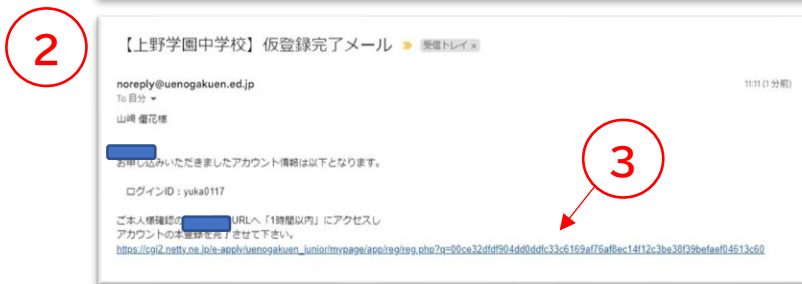 2
【上野学園中学校】仮登録完了メール 受信トレイ×
noreply@uenogakuen.ed.jp
11:11 (1 分前)
To 自分
山﨑 優花様
お申し込みいただきましたアカウント情報は以下となります。
ログインID：yuka0117
3
ご本人様確認の URLへ「1時間以内」にアクセスし
アカウントの本登録を完了させて下さい。
https://cgi2.netty.ne.jp/e-apply/uenogakuen_junior/mypage/app/reg/reg.php?q=00ce32dfdf904dd0ddfc33c6169af76af8ec14f12c3be38f39befaef04613c60